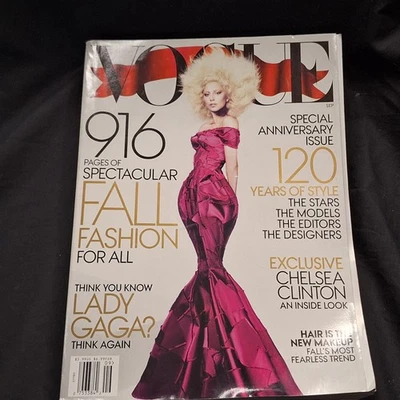 VOGUE
SEP
916
PAGES OF
SPECTACULAR
FALL
FASHION
FOR ALL
THINK YOU KNOW
LADY
GAGA?
THINK AGAIN
SPECIAL
ANNIVERSARY
ISSUE
120
YEARS OF STYLE
THE STARS
THE MODELS
THE EDITORS
THE DESIGNERS
EXCLUSIVE
CHELSEA
CLINTON
AN INSIDE LOOK
HAIR IS THE
NEW MAKEUP
FALL'S MOST
FEARLESS TREND